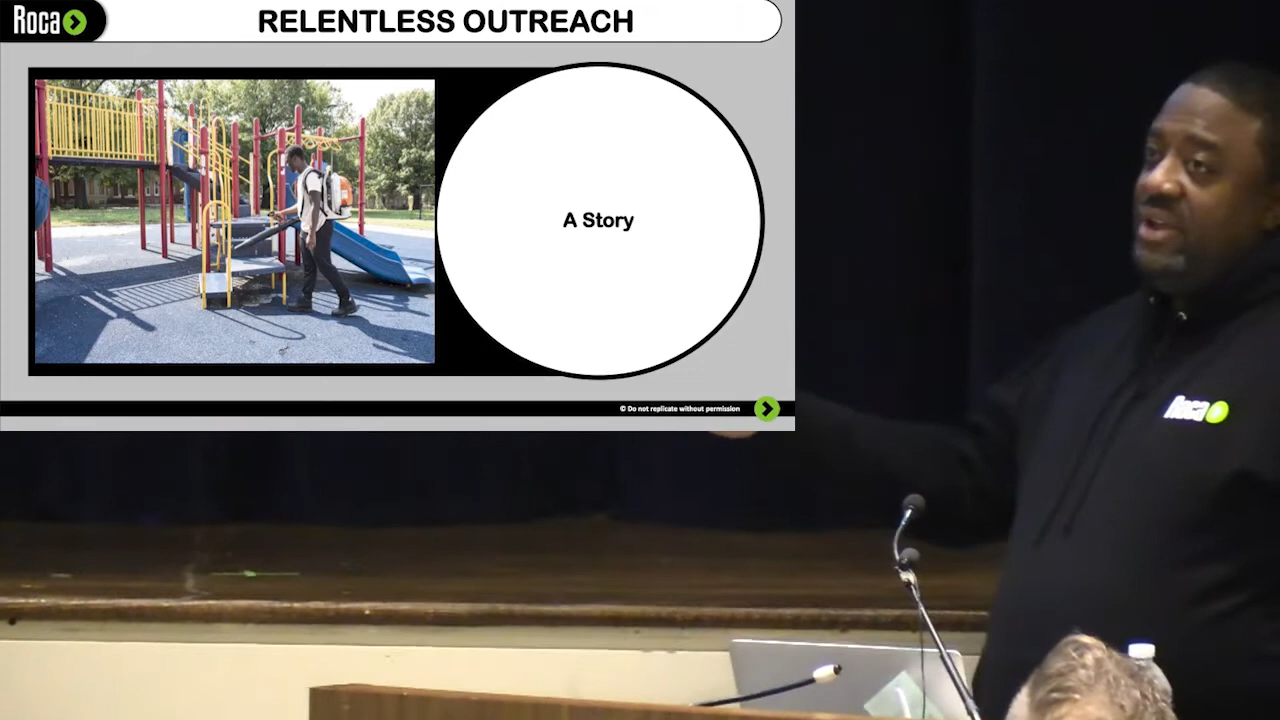 Roca
RELENTLESS OUTREACH
A Story
© Do not replicate without permission
Roca